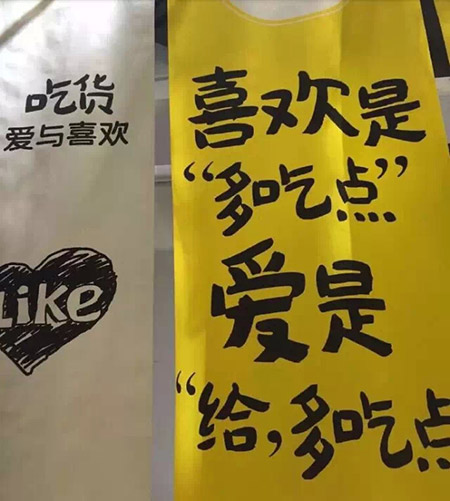 吃货
爱与喜欢
Like
喜欢是
“多吃点”
爱是
“给,多吃点